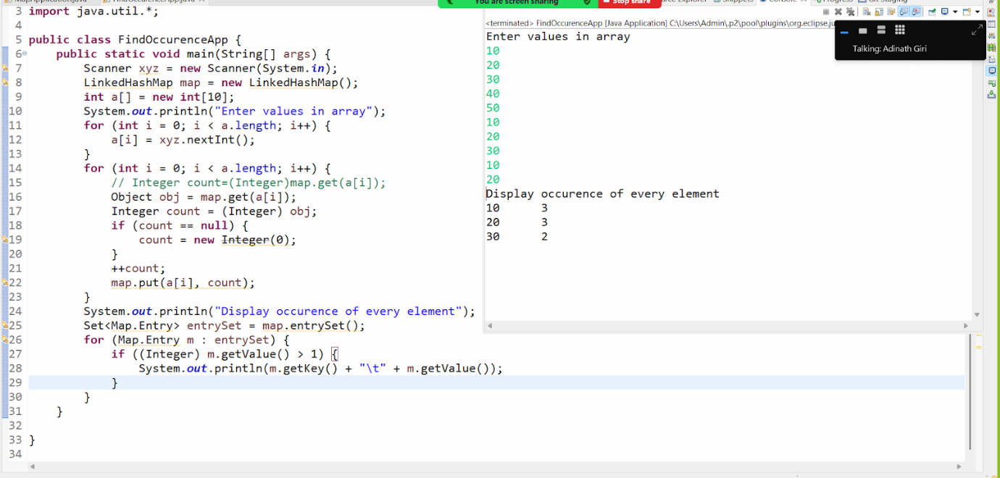 You are screen sharing
Stop share
3 import java.util.*;
4
5 public class FindOccurenceApp {
6 public static void main(String[] args) {
7 Scanner xyz = new Scanner(System.in);
8 LinkedHashMap map = new LinkedHashMap();
9 int a[] = new int[10];
10 System.out.println("Enter values in array");
11 for (int i = 0; i < a.length; i++) {
12 a[i] = xyz.nextInt();
13 }
14 for (int i = 0; i < a.length; i++) {
15 // Integer count=(Integer)map.get(a[i]);
16 Object obj = map.get(a[i]);
17 Integer count = (Integer) obj;
18 if (count == null) {
19 count = new Integer(0);
20 }
21 ++count;
22 map.put(a[i], count);
23 }
24 System.out.println("Display occurence of every element");
25 Set<Map.Entry> entrySet = map.entrySet();
26 for (Map.Entry m : entrySet) {
27 if ((Integer) m.getValue() > 1) {
28 System.out.println(m.getKey() + "\t" + m.getValue());
29 }
30 }
31 }
32
33 }
34
<terminated> FindOccurenceApp [Java Application] C:\Users\Admin\.p2\pool\plugins\org.eclipse.ju
Talking: Adinath Giri
Enter values in array
10
20
30
40
50
10
20
30
10
20
Display occurence of every element
10 3
20 3
30 2